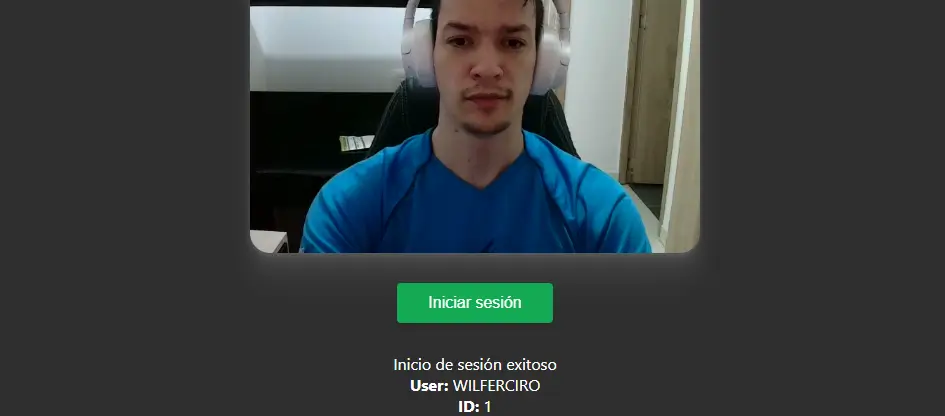 Iniciar sesión
Inicio de sesión exitoso
User: WILFERCIRO
ID: 1